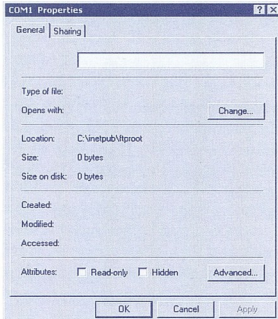 COM1 Properties ? X
General Sharing
Type of file:
Opens with: Change...
Location: C:\inetpub\ftproot
Size: 0 bytes
Size on disk: 0 bytes
Created:
Modified:
Accessed:
Attributes: Read-only Hidden Advanced...
OK Cancel Apply